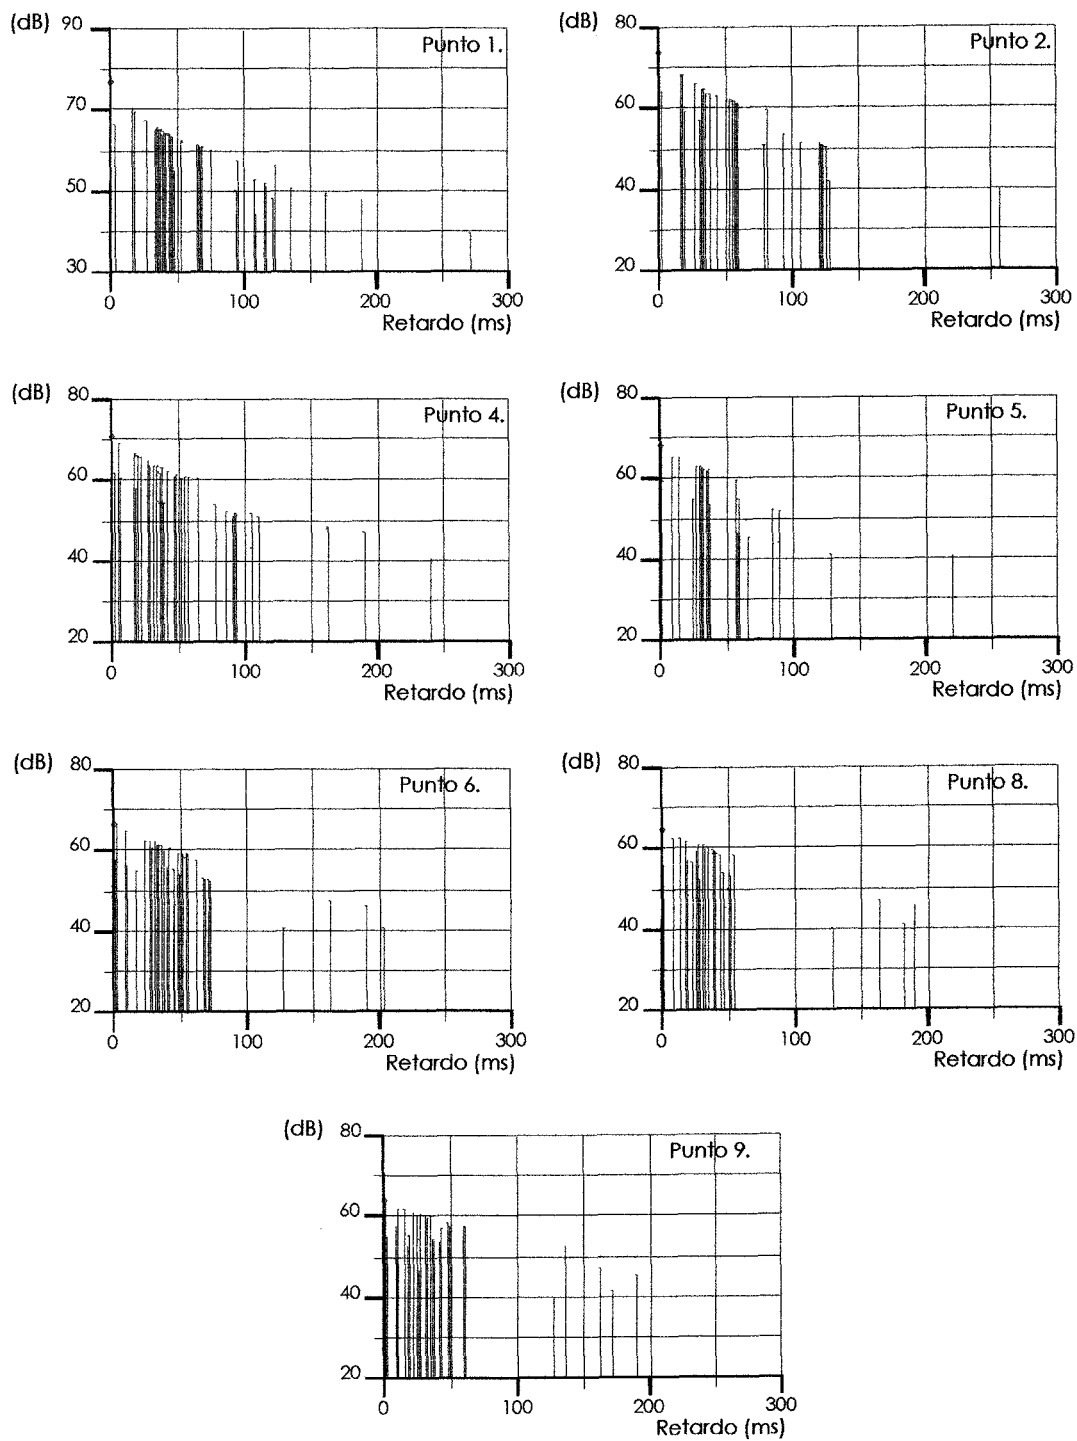 (dB) 90
Punto 1.
70
50
30
0 100 200 300
Retardo (ms)
(dB) 80
Punto 2.
60
40
20
0 100 200 300
Retardo (ms)
(dB) 80
Punto 4.
60
40
20
0 100 200 300
Retardo (ms)
(dB) 80
Punto 5.
60
40
20
0 100 200 300
Retardo (ms)
(dB) 80
Punto 6.
60
40
20
0 100 200 300
Retardo (ms)
(dB) 80
Punto 8.
60
40
20
0 100 200 300
Retardo (ms)
(dB) 80
Punto 9.
60
40
20
0 100 200 300
Retardo (ms)